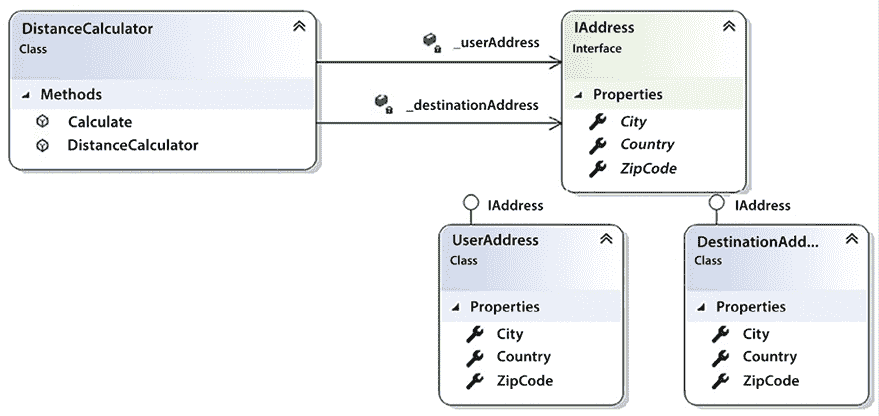 DistanceCalculator
Class
Methods
Calculate
DistanceCalculator
_userAddress
_destinationAddress
IAddress
Interface
Properties
City
Country
ZipCode
IAddress
UserAddress
Class
Properties
City
Country
ZipCode
IAddress
DestinationAdd...
Class
Properties
City
Country
ZipCode